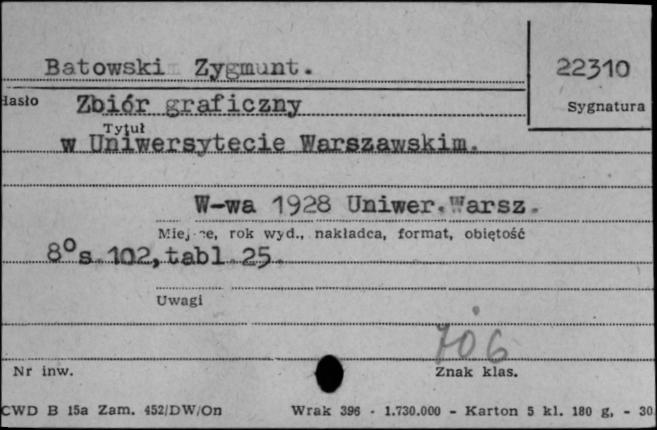 Batowski Zygmunt.
22310
Hasło
Zbiór graficzny
Sygnatura
Tytuł
w Uniwersytecie Warszawskim.
W-wa 1928 Uniwer.Warsz.
Miejsce, rok wyd., nakładca, format, objętość
8° s. 102, tabl. 25.
Uwagi
706
Nr inw.
Znak klas.
CWD B 15a Zam. 452/DW/On Wrak 396 - 1.730.000 - Karton 5 kl. 180 g, - 30